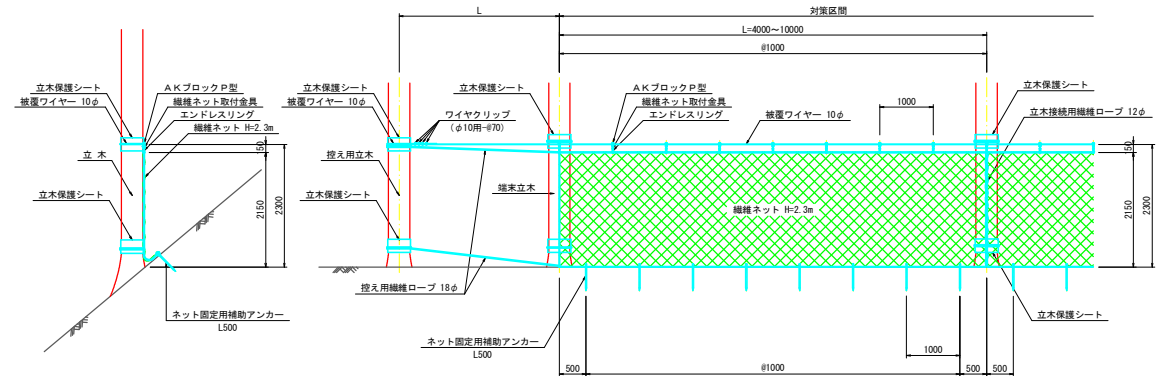 立木保護シート
被覆ワイヤー 10φ
立 木
立木保護シート
AKブロックP型
繊維ネット取付金具
エンドレスリング
繊維ネット H=2.3m
150
2150
2300
ネット固定用補助アンカー
L500
L
対策区間
L=4000～10000
@1000
立木保護シート
被覆ワイヤー 10φ
ワイヤクリップ
(φ10用-@70)
控え用立木
立木保護シート
控え用繊維ロープ 18φ
立木保護シート
端末立木
AKブロックP型
繊維ネット取付金具
エンドレスリング
被覆ワイヤー 10φ
1000
繊維ネット H=2.3m
立木保護シート
立木接続用繊維ロープ 12φ
150
2150
2300
立木保護シート
ネット固定用補助アンカー
L500
1000
500
@1000
500
500